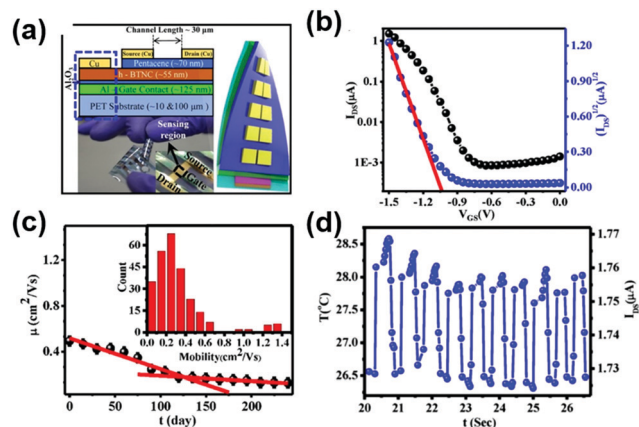 (a)
Channel Length ~ 30 µm
Source (Cu)
Drain (Cu)
Al₂O₃
Cu
Pentacene (~70 nm)
h - BTNC (~55 nm)
Al - Gate Contact (~125 nm)
PET Substrate (~10 &100 µm)
Sensing
region
Source
Gate
Drain
(b)
1
0.1
0.01
1E-3
I_DS(µA)
1.20
0.90
0.60
0.30
0.00
(I_DS)^1/2 (µA)^1/2
-1.5
-1.2
-0.9
-0.6
-0.3
0.0
V_GS(V)
(c)
1.2
0.8
0.4
µ (cm²/Vs)
0
50
100
150
200
t (day)
60
45
30
15
0
Count
0.0 0.2 0.4 0.6 0.8 1.0 1.2 1.4
Mobility(cm²/Vs)
(d)
28.5
28.0
27.5
27.0
26.5
T(°C)
1.77
1.76
1.75
1.74
1.73
I_DS(µA)
20 21 22 23 24 25 26
t (Sec)